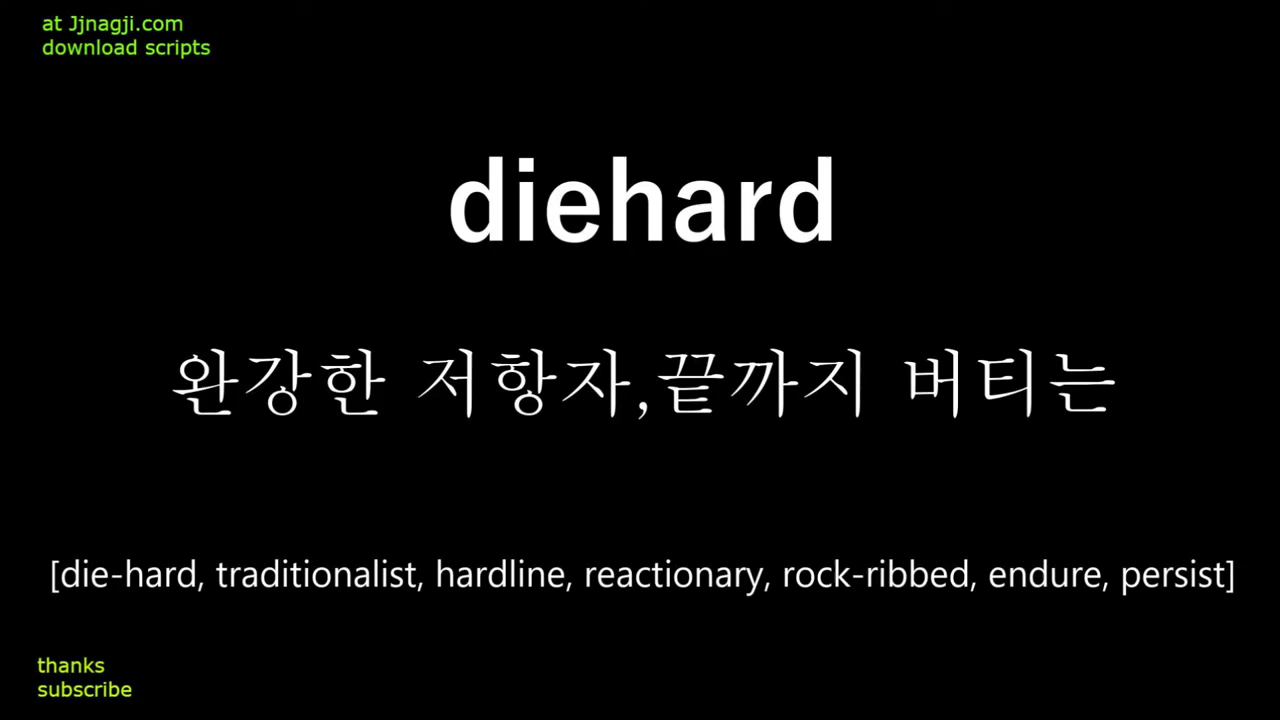 at Jjnagji.com
download scripts
diehard
완강한 저항자,끝까지 버티는
[die-hard, traditionalist, hardline, reactionary, rock-ribbed, endure, persist]
thanks
subscribe